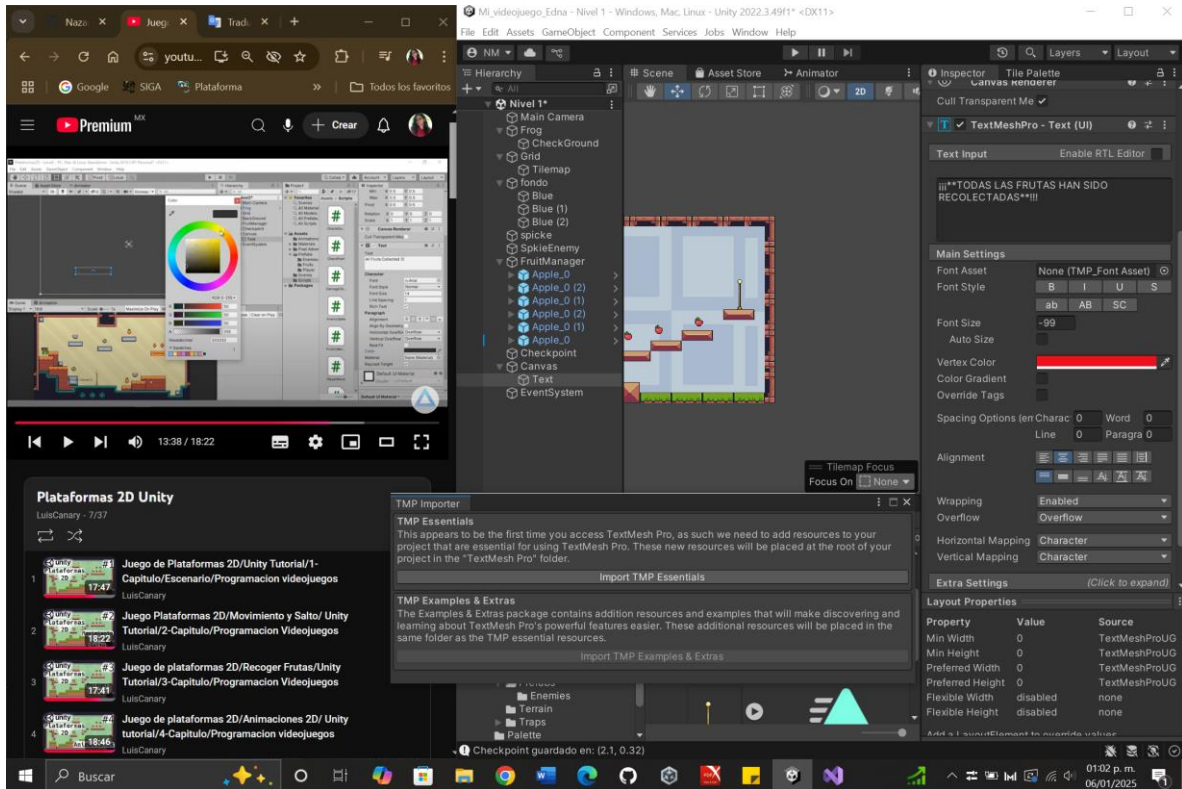 Naza
Jueg
Tradu
youtu...
Google
SIGA
Plataforma
Todos los favoritos
Premium MX
Crear
13:38 / 18:22
Plataformas 2D Unity
LuisCanary - 7/37
1
#1
17:47
Juego de Plataformas 2D/Unity Tutorial/1-
Capitulo/Escenario/Programacion videojuegos
LuisCanary
2
#2
18:22
Juego Plataformas 2D/Movimiento y Salto/ Unity
Tutorial/2-Capitulo/Programacion Videojuegos
LuisCanary
3
#3
17:41
Juego de plataformas 2D/Recoger Frutas/Unity
Tutorial/3-Capitulo/Programacion Videojuegos
LuisCanary
4
#4
18:46
Juego de plataformas 2D/Animaciones 2D/ Unity
tutorial/4-Capitulo/Programacion videojuegos
LuisCanary
Mi_videojuego_Edna - Nivel 1 - Windows, Mac, Linux - Unity 2022.3.49f1* <DX11>
File Edit Assets GameObject Component Services Jobs Window Help
NM
Layers
Layout
Hierarchy
All
Nivel 1*
Main Camera
Frog
CheckGround
Grid
Tilemap
fondo
Blue
Blue (1)
Blue (2)
spicke
SpkieEnemy
FruitManager
Apple_0
Apple_0 (2)
Apple_0 (1)
Apple_0 (2)
Apple_0 (1)
Apple_0
Checkpoint
Canvas
Text
EventSystem
Scene
Asset Store
Animator
2D
Tilemap Focus
Focus On None
Inspector
Tile Palette
Canvas Renderer
Cull Transparent Me
TextMeshPro - Text (UI)
Text Input
Enable RTL Editor
¡¡¡**TODAS LAS FRUTAS HAN SIDO
RECOLECTADAS**!!!
Main Settings
Font Asset None (TMP_Font Asset)
Font Style B I U S
ab AB SC
Font Size -99
Auto Size
Vertex Color
Color Gradient
Override Tags
Spacing Options (en Charac 0 Word 0
Line 0 Paragra 0
Alignment
Wrapping Enabled
Overflow Overflow
Horizontal Mapping Character
Vertical Mapping Character
Extra Settings (Click to expand)
Layout Properties
Property Value Source
Min Width 0 TextMeshProUG
Min Height 0 TextMeshProUG
Preferred Width 0 TextMeshProUG
Preferred Height 0 TextMeshProUG
Flexible Width disabled none
Flexible Height disabled none
Add a LayoutElement to override values
TMP Importer
TMP Essentials
This appears to be the first time you access TextMesh Pro, as such we need to add resources to your
project that are essential for using TextMesh Pro. These new resources will be placed at the root of your
project in the "TextMesh Pro" folder.
Import TMP Essentials
TMP Examples & Extras
The Examples & Extras package contains addition resources and examples that will make discovering and
learning about TextMesh Pro's powerful features easier. These additional resources will be placed in the
same folder as the TMP essential resources.
Import TMP Examples & Extras
Prefabs
Enemies
Terrain
Traps
Palette
Checkpoint guardado en: (2.1, 0.32)
Buscar
01:02 p. m.
06/01/2025